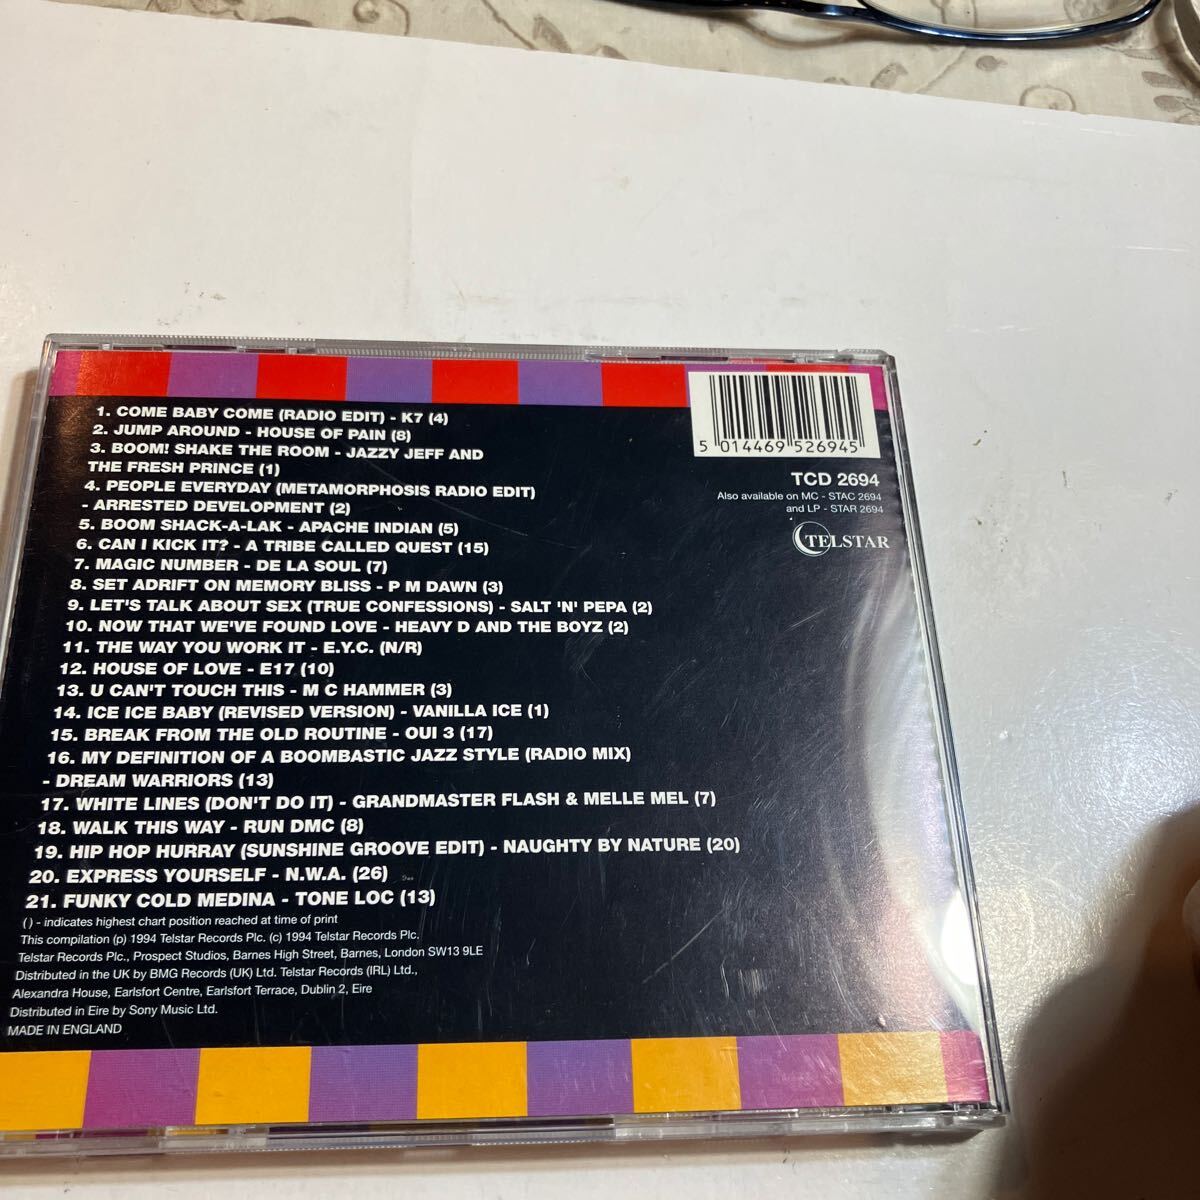 1. COME BABY COME (RADIO EDIT) - K7 (4)
2. JUMP AROUND - HOUSE OF PAIN (8)
3. BOOM! SHAKE THE ROOM - JAZZY JEFF AND
THE FRESH PRINCE (1)
4. PEOPLE EVERYDAY (METAMORPHOSIS RADIO EDIT)
- ARRESTED DEVELOPMENT (2)
5. BOOM SHACK-A-LAK - APACHE INDIAN (5)
6. CAN I KICK IT? - A TRIBE CALLED QUEST (15)
7. MAGIC NUMBER - DE LA SOUL (7)
8. SET ADRIFT ON MEMORY BLISS - P M DAWN (3)
9. LET'S TALK ABOUT SEX (TRUE CONFESSIONS) - SALT 'N' PEPA (2)
10. NOW THAT WE'VE FOUND LOVE - HEAVY D AND THE BOYZ (2)
11. THE WAY YOU WORK IT - E.Y.C. (N/R)
12. HOUSE OF LOVE - E17 (10)
13. U CAN'T TOUCH THIS - M C HAMMER (3)
14. ICE ICE BABY (REVISED VERSION) - VANILLA ICE (1)
15. BREAK FROM THE OLD ROUTINE - OUI 3 (17)
16. MY DEFINITION OF A BOOMBASTIC JAZZ STYLE (RADIO MIX)
- DREAM WARRIORS (13)
17. WHITE LINES (DON'T DO IT) - GRANDMASTER FLASH & MELLE MEL (7)
18. WALK THIS WAY - RUN DMC (8)
19. HIP HOP HURRAY (SUNSHINE GROOVE EDIT) - NAUGHTY BY NATURE (20)
20. EXPRESS YOURSELF - N.W.A. (26)
21. FUNKY COLD MEDINA - TONE LOC (13)
( ) - indicates highest chart position reached at time of print
This compilation (p) 1994 Telstar Records Plc. (c) 1994 Telstar Records Plc.
Telstar Records Plc., Prospect Studios, Barnes High Street, Barnes, London SW13 9LE
Distributed in the UK by BMG Records (UK) Ltd. Telstar Records (IRL) Ltd.,
Alexandra House, Earlsfort Centre, Earlsfort Terrace, Dublin 2, Eire
Distributed in Eire by Sony Music Ltd.
MADE IN ENGLAND
5 014469 526945
TCD 2694
Also available on MC - STAC 2694
and LP - STAR 2694
TELSTAR